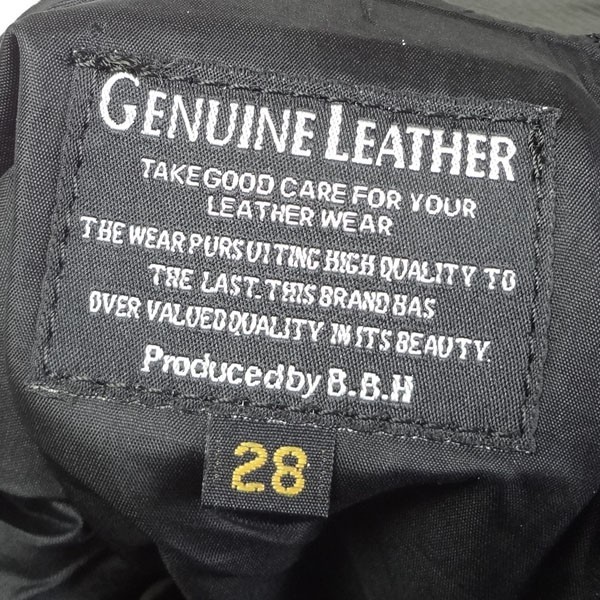 GENUINE LEATHER
TAKE GOOD CARE FOR YOUR
LEATHER WEAR
THE WEAR PURSUITING HIGH QUALITY TO
THE LAST. THIS BRAND HAS
OVER VALUED QUALITY IN ITS BEAUTY.
Produced by B.B.H
28